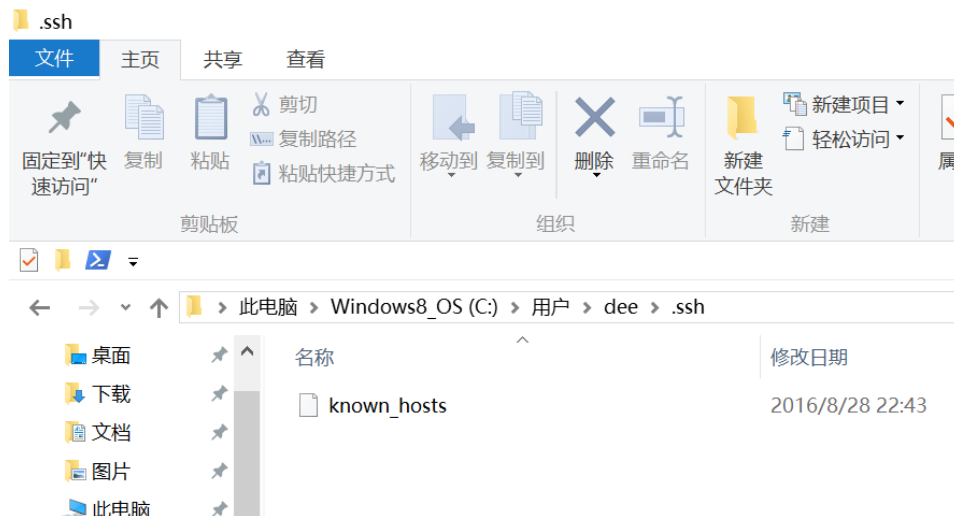 .ssh
文件 主页 共享 查看
固定到"快速访问"
复制
粘贴
剪切
W... 复制路径
粘贴快捷方式
移动到
复制到
删除
重命名
新建文件夹
新建项目
轻松访问
属
剪贴板 组织 新建
此电脑 Windows8_OS (C:) 用户 dee .ssh
桌面
下载
文档
图片
此电脑
名称 修改日期
known_hosts 2016/8/28 22:43